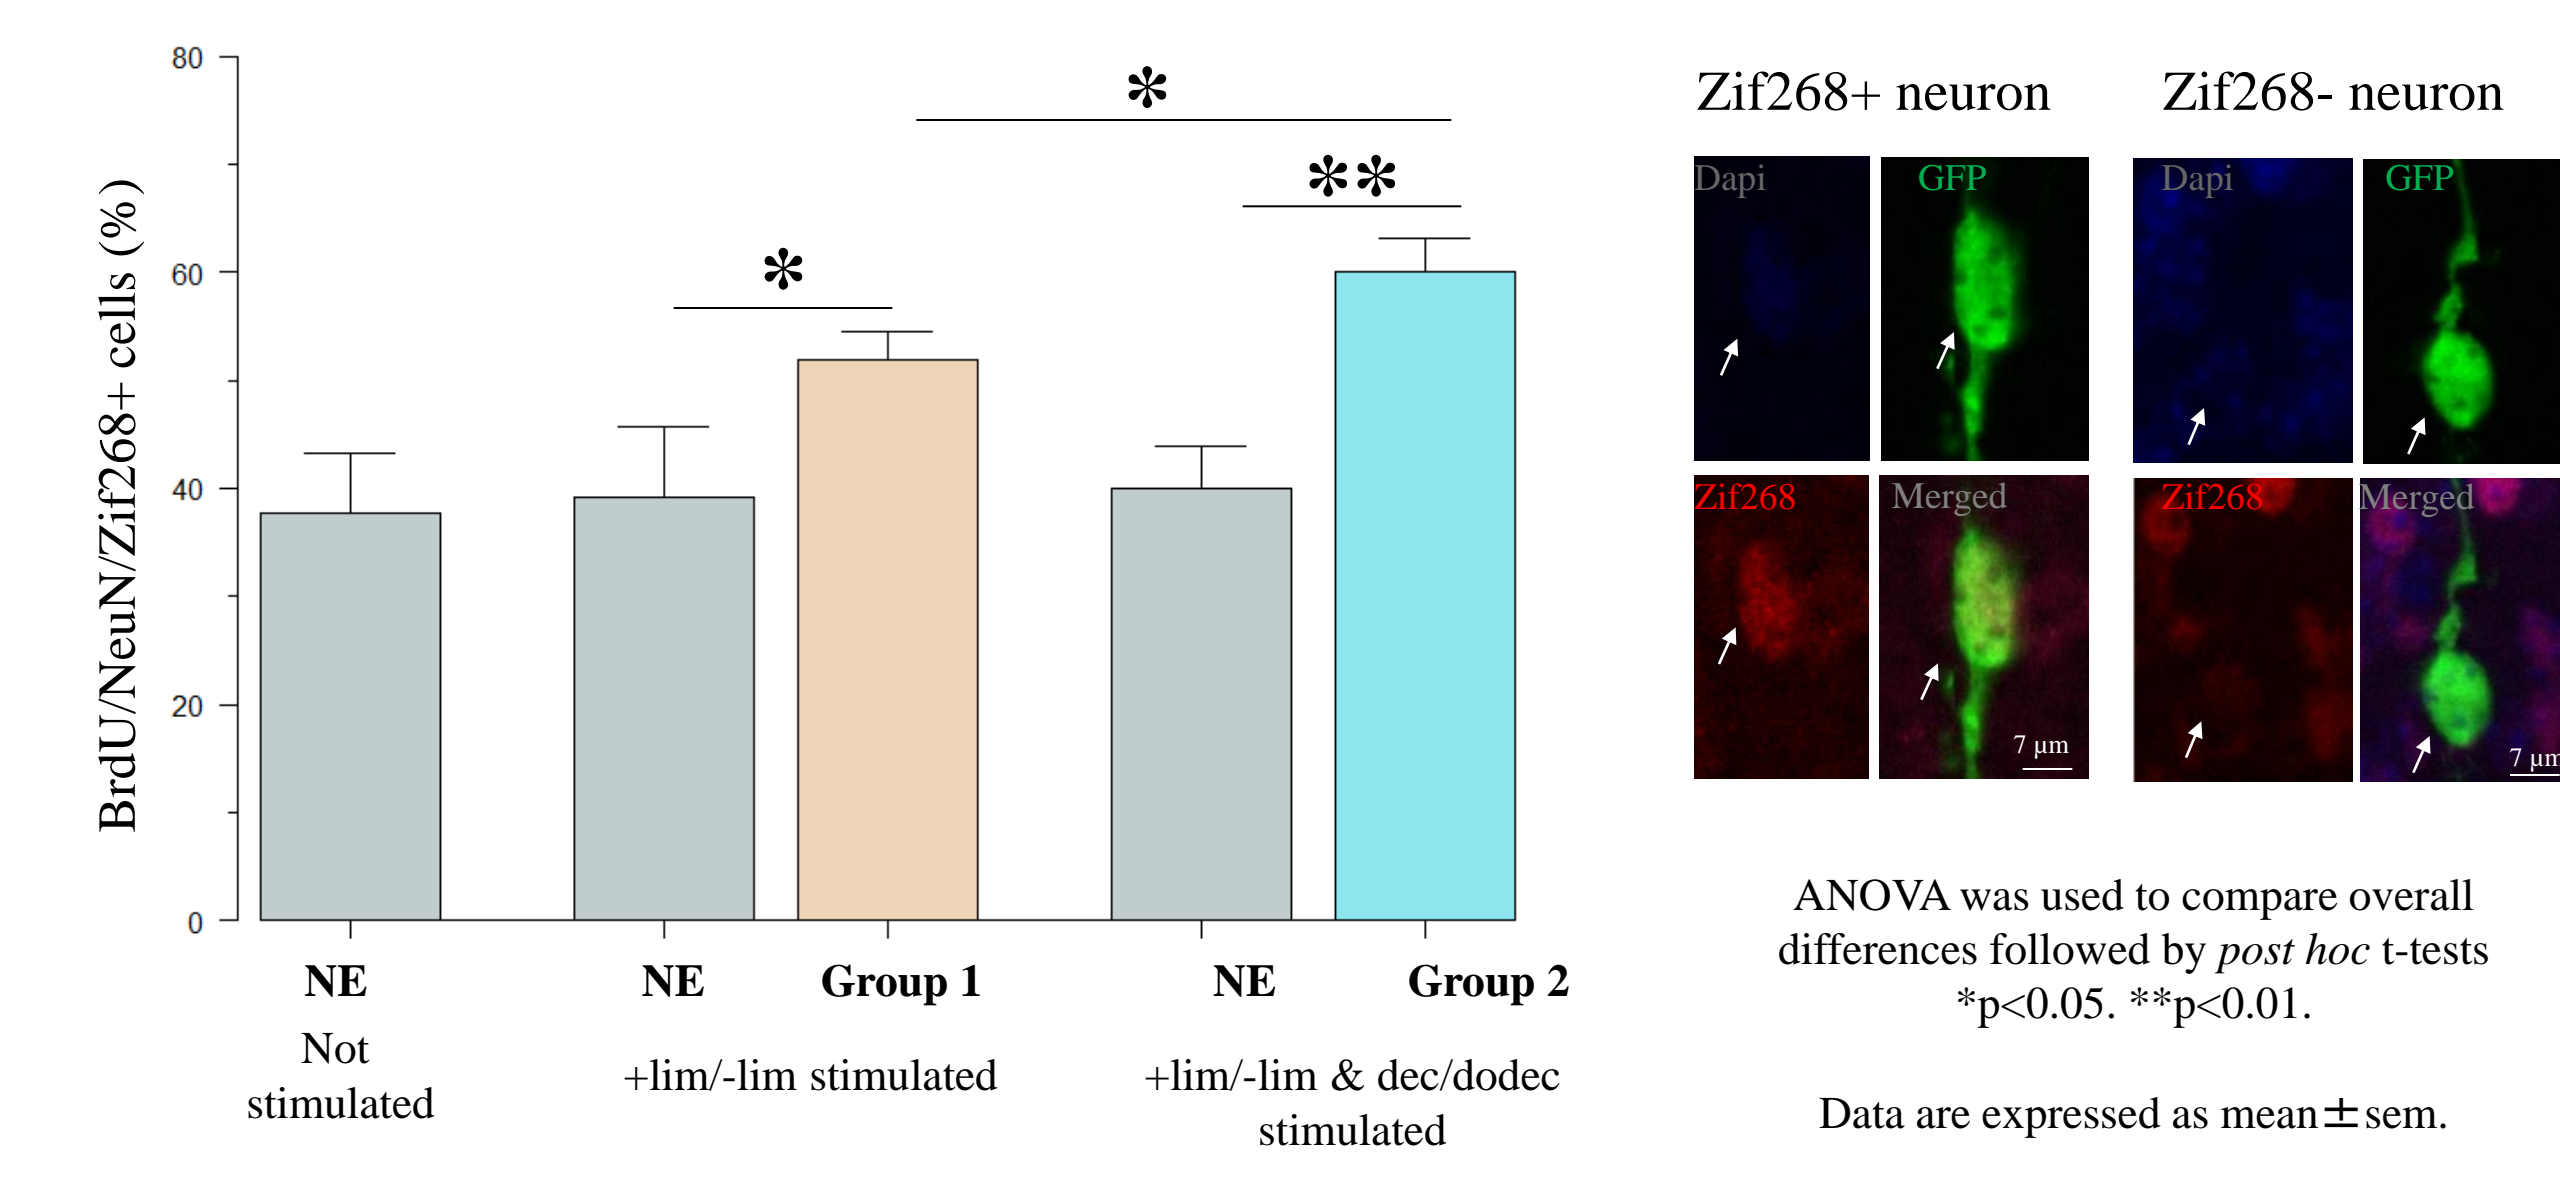 80
60
40
20
0
BrdU/NeuN/Zif268+ cells (%)
*
**
*
NE
NE
Group 1
NE
Group 2
Not
stimulated
+lim/-lim stimulated
+lim/-lim & dec/dodec
stimulated
Zif268+ neuron
Zif268- neuron
Dapi
GFP
Dapi
GFP
Zif268
Merged
Zif268
Merged
7 µm
7 µm
ANOVA was used to compare overall
differences followed by post hoc t-tests
*p<0.05. **p<0.01.
Data are expressed as mean±sem.